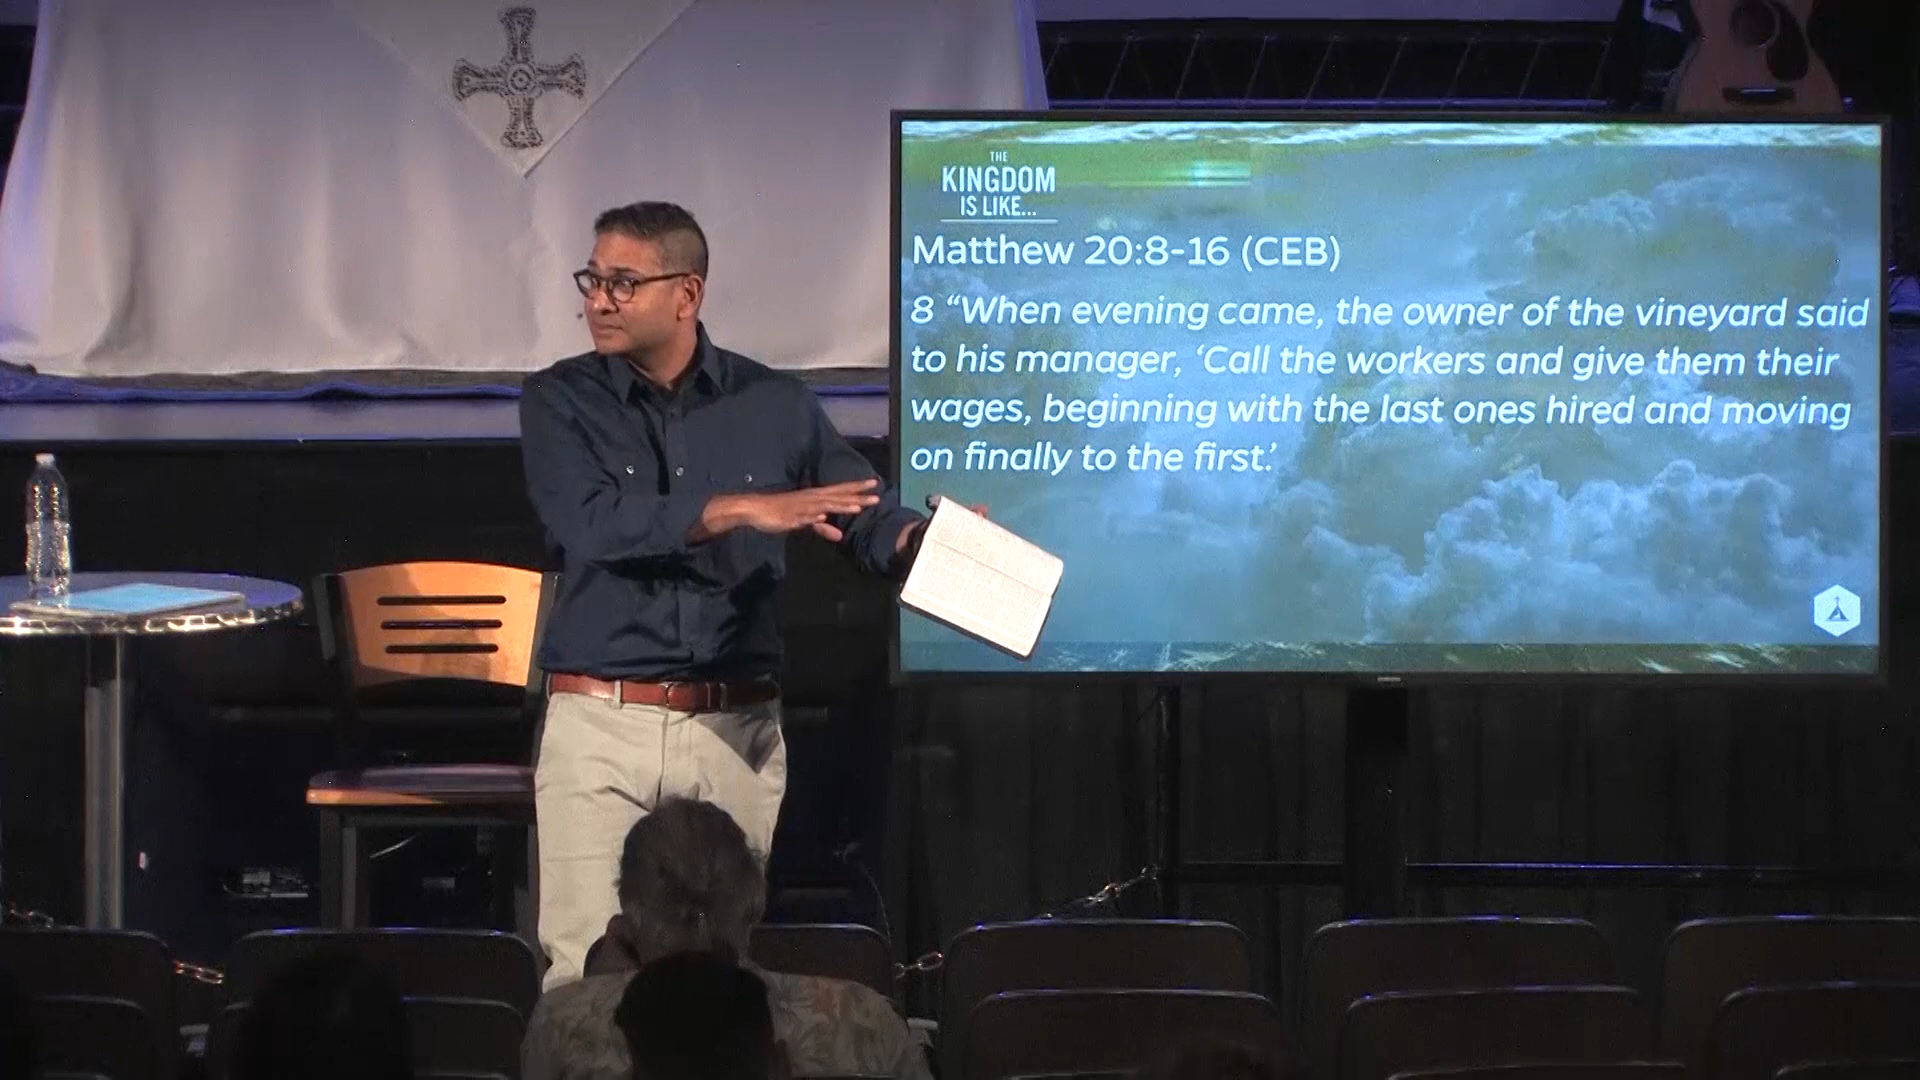 THE
KINGDOM
IS LIKE...
Matthew 20:8-16 (CEB)
8 “When evening came, the owner of the vineyard said
to his manager, ‘Call the workers and give them their
wages, beginning with the last ones hired and moving
on finally to the first.’